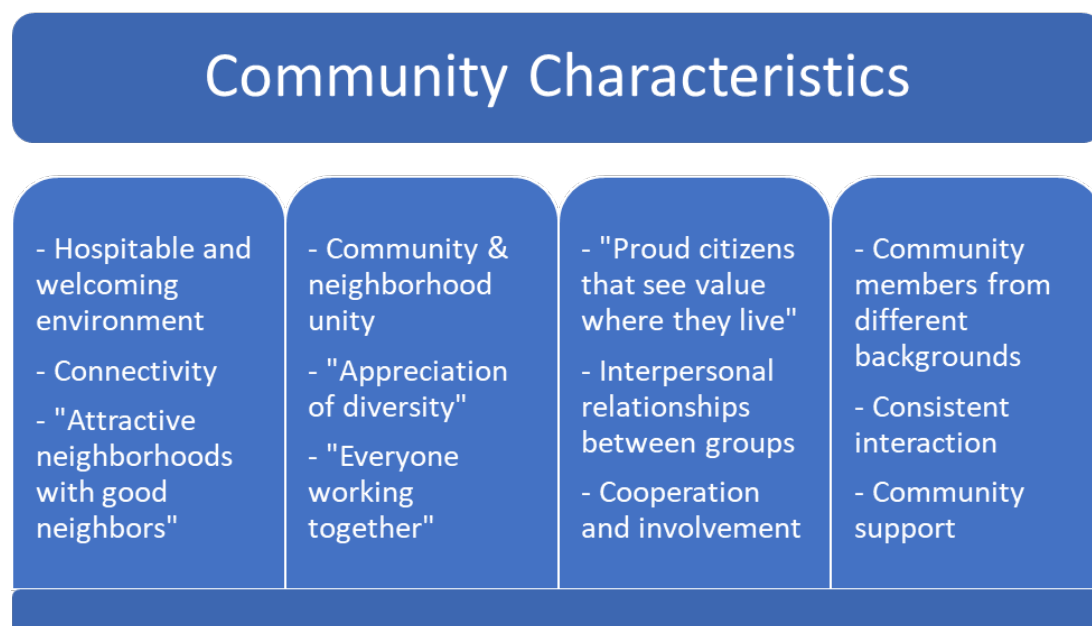 Community Characteristics
- Hospitable and
welcoming
environment
- Connectivity
- "Attractive
neighborhoods
with good
neighbors"
- Community &
neighborhood
unity
- "Appreciation
of diversity"
- "Everyone
working
together"
- "Proud citizens
that see value
where they live"
- Interpersonal
relationships
between groups
- Cooperation
and involvement
- Community
members from
different
backgrounds
- Consistent
interaction
- Community
support